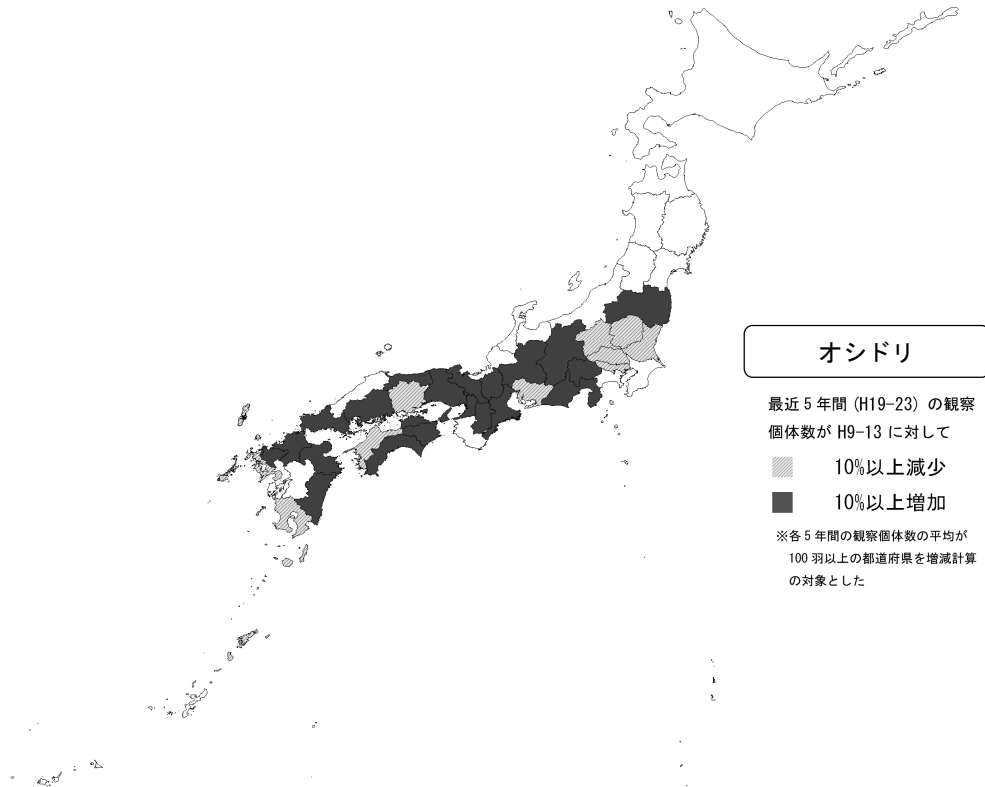 オシドリ
最近5年間(H19-23)の観察
個体数が H9-13 に対して
10%以上減少
10%以上増加
※各5年間の観察個体数の平均が
100羽以上の都道府県を増減計算
の対象とした